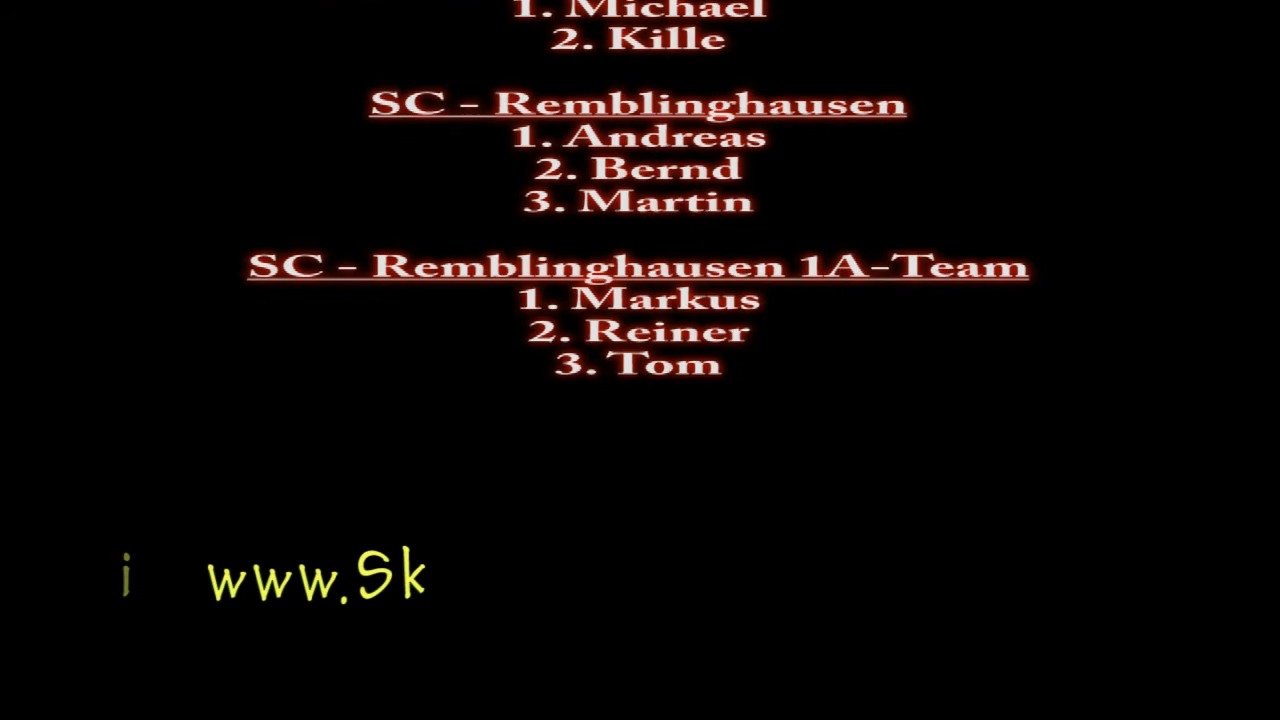 1. Michael
2. Kille
SC - Remblinghausen
1. Andreas
2. Bernd
3. Martin
SC - Remblinghausen 1A-Team
1. Markus
2. Reiner
3. Tom
i www.Sk